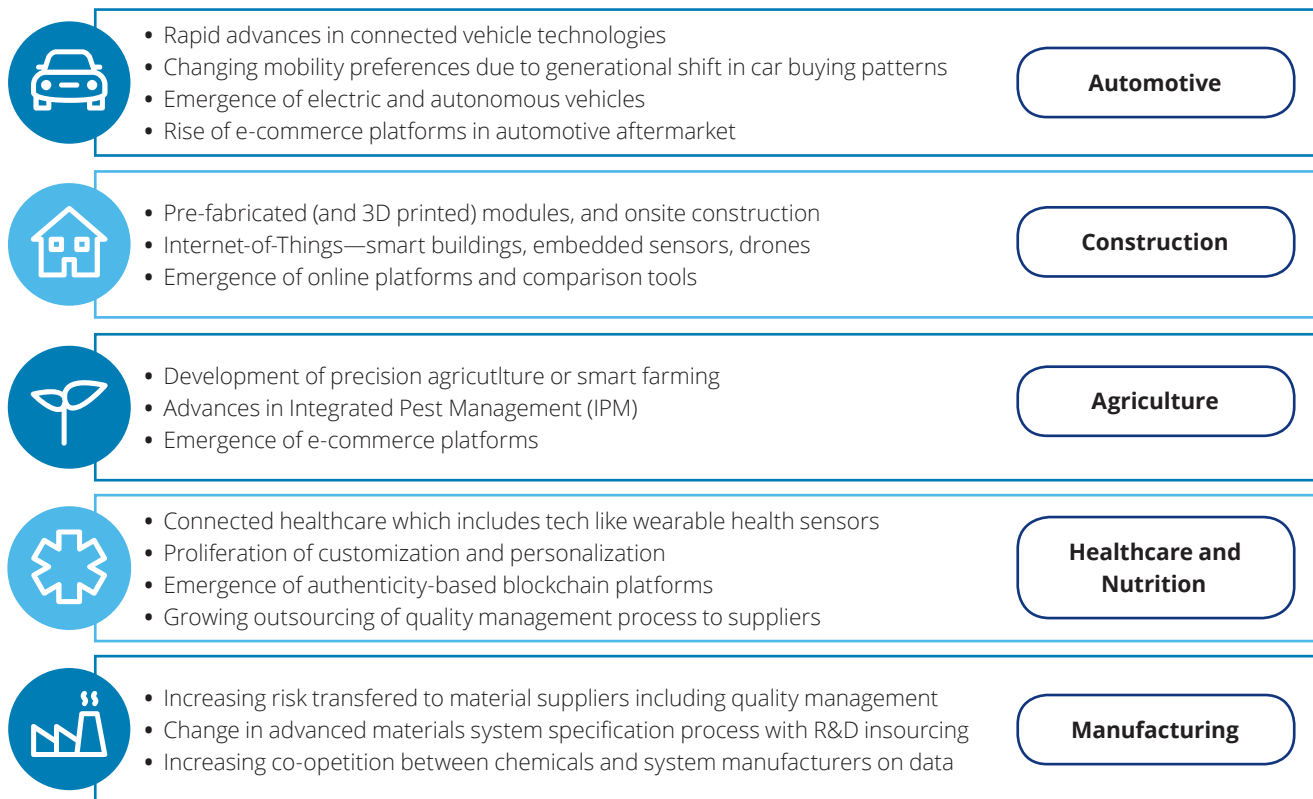 • Rapid advances in connected vehicle technologies
• Changing mobility preferences due to generational shift in car buying patterns
• Emergence of electric and autonomous vehicles
• Rise of e-commerce platforms in automotive aftermarket
Automotive
• Pre-fabricated (and 3D printed) modules, and onsite construction
• Internet-of-Things—smart buildings, embedded sensors, drones
• Emergence of online platforms and comparison tools
Construction
• Development of precision agricutlture or smart farming
• Advances in Integrated Pest Management (IPM)
• Emergence of e-commerce platforms
Agriculture
• Connected healthcare which includes tech like wearable health sensors
• Proliferation of customization and personalization
• Emergence of authenticity-based blockchain platforms
• Growing outsourcing of quality management process to suppliers
Healthcare and
Nutrition
• Increasing risk transfered to material suppliers including quality management
• Change in advanced materials system specification process with R&D insourcing
• Increasing co-opetition between chemicals and system manufacturers on data
Manufacturing